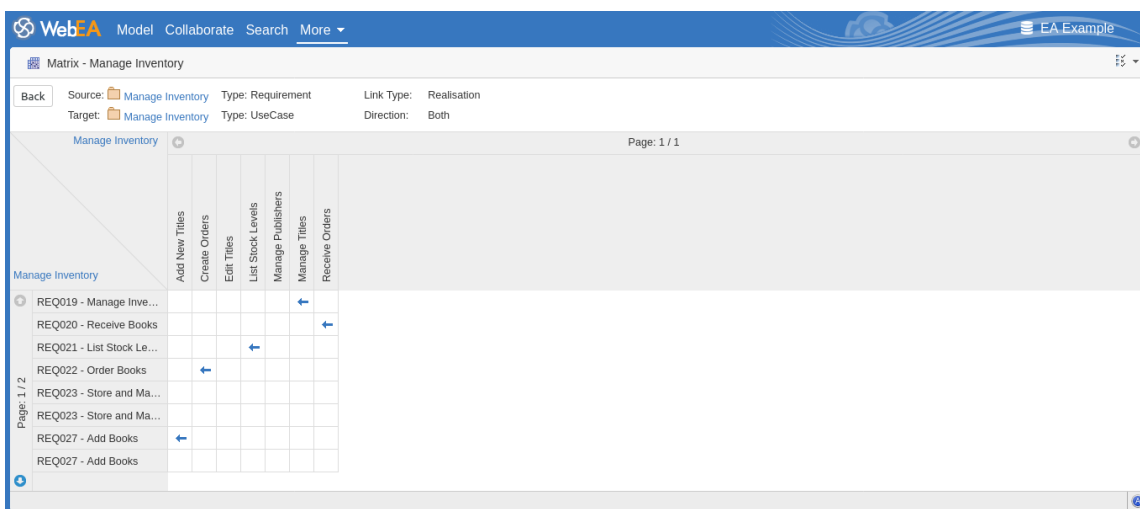 WebEA Model Collaborate Search More EA Example
Matrix - Manage Inventory
Back Source: Manage Inventory Type: Requirement Link Type: Realisation
Target: Manage Inventory Type: UseCase Direction: Both
Manage Inventory Page: 1 / 1
Add New Titles
Create Orders
Edit Titles
List Stock Levels
Manage Publishers
Manage Titles
Receive Orders
Manage Inventory
Page: 1 / 2
REQ019 - Manage Inve...
REQ020 - Receive Books
REQ021 - List Stock Le...
REQ022 - Order Books
REQ023 - Store and Ma...
REQ023 - Store and Ma...
REQ027 - Add Books
REQ027 - Add Books